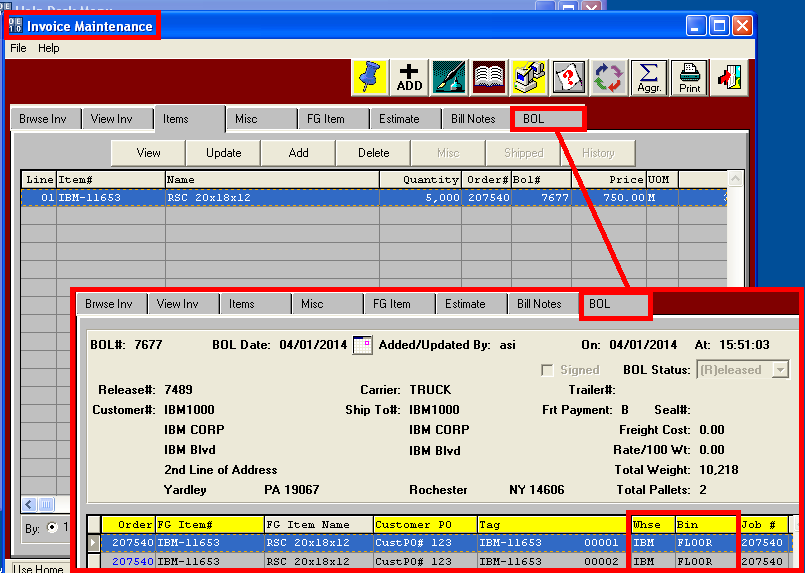 Invoice Maintenance
File Help
ADD Σ Aggr. Print
Brwse Inv View Inv Items Misc FG Item Estimate Bill Notes BOL
View Update Add Delete Misc Shipped History
Line Item# Name Quantity Order# Bol# Price UOM
01 IBM-11653 RSC 20x18x12 5,000 207540 7677 750.00 M
Brwse Inv View Inv Items Misc FG Item Estimate Bill Notes BOL
BOL#: 7677 BOL Date: 04/01/2014 Added/Updated By: asi On: 04/01/2014 At: 15:51:03
Signed BOL Status: (R)eleased
Release#: 7489 Carrier: TRUCK Trailer#:
Customer#: IBM1000 Ship To#: IBM1000 Frt Payment: B Seal#:
IBM CORP IBM CORP Freight Cost: 0.00
IBM Blvd IBM Blvd Rate/100 Wt: 0.00
2nd Line of Address Total Weight: 10,218
Yardley PA 19067 Rochester NY 14606 Total Pallets: 2
By: 1
Order FG Item# FG Item Name Customer PO Tag Whse Bin Job #
207540 IBM-11653 RSC 20x18x12 CustPO# 123 IBM-11653 00001 IBM FLOOR 207540
207540 IBM-11653 RSC 20x18x12 CustPO# 123 IBM-11653 00002 IBM FLOOR 207540
Use Home